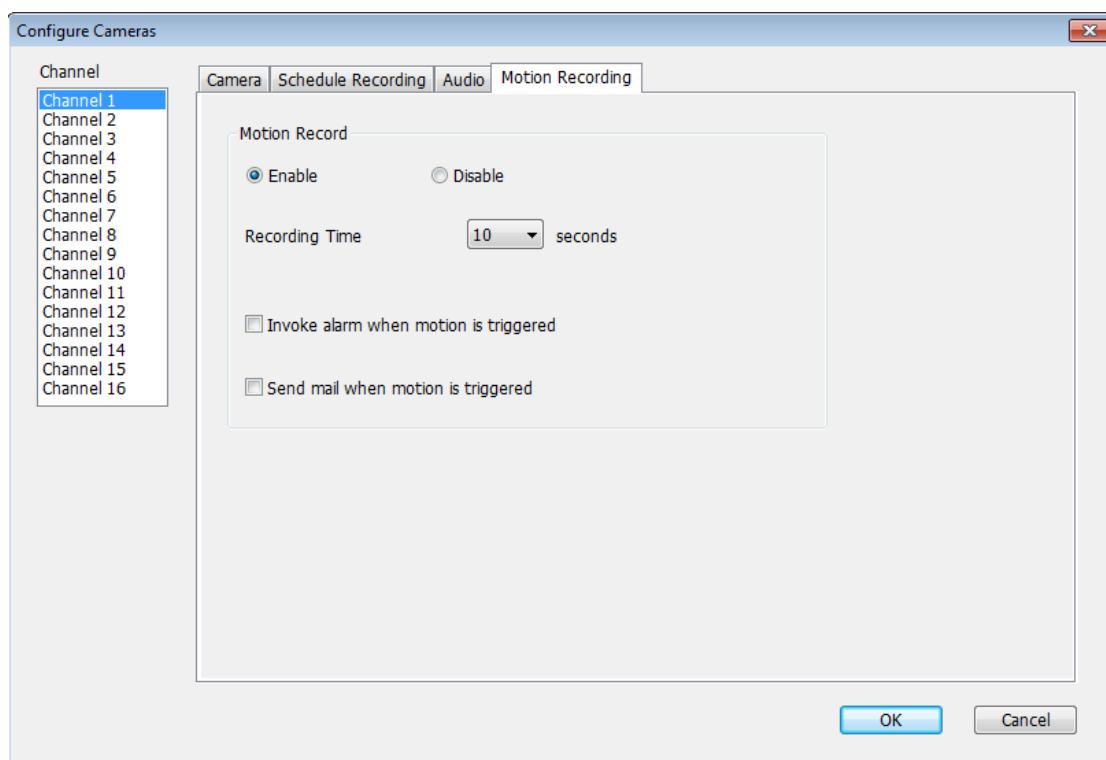 Configure Cameras
Channel
Channel 1
Channel 2
Channel 3
Channel 4
Channel 5
Channel 6
Channel 7
Channel 8
Channel 9
Channel 10
Channel 11
Channel 12
Channel 13
Channel 14
Channel 15
Channel 16
Camera
Schedule Recording
Audio
Motion Recording
Motion Record
Enable
Disable
Recording Time
10
seconds
Invoke alarm when motion is triggered
Send mail when motion is triggered
OK
Cancel